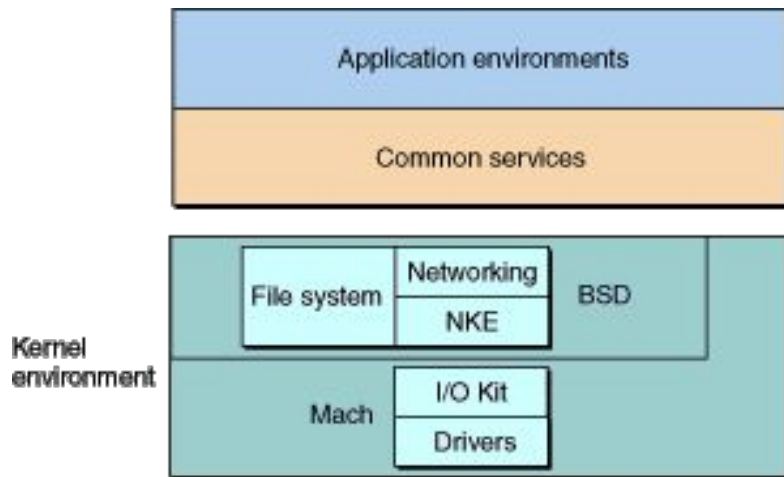 Application environments
Common services
Kernel
environment
File system
Networking
NKE
BSD
Mach
I/O Kit
Drivers